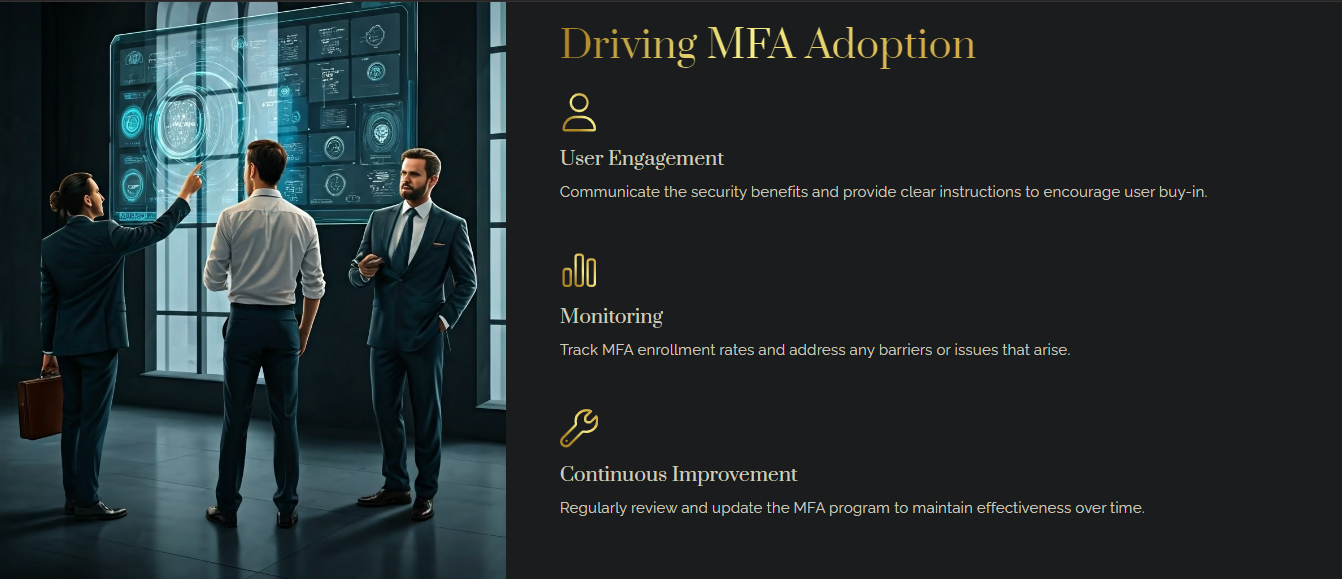 Driving MFA Adoption
User Engagement
Communicate the security benefits and provide clear instructions to encourage user buy-in.
Monitoring
Track MFA enrollment rates and address any barriers or issues that arise.
Continuous Improvement
Regularly review and update the MFA program to maintain effectiveness over time.